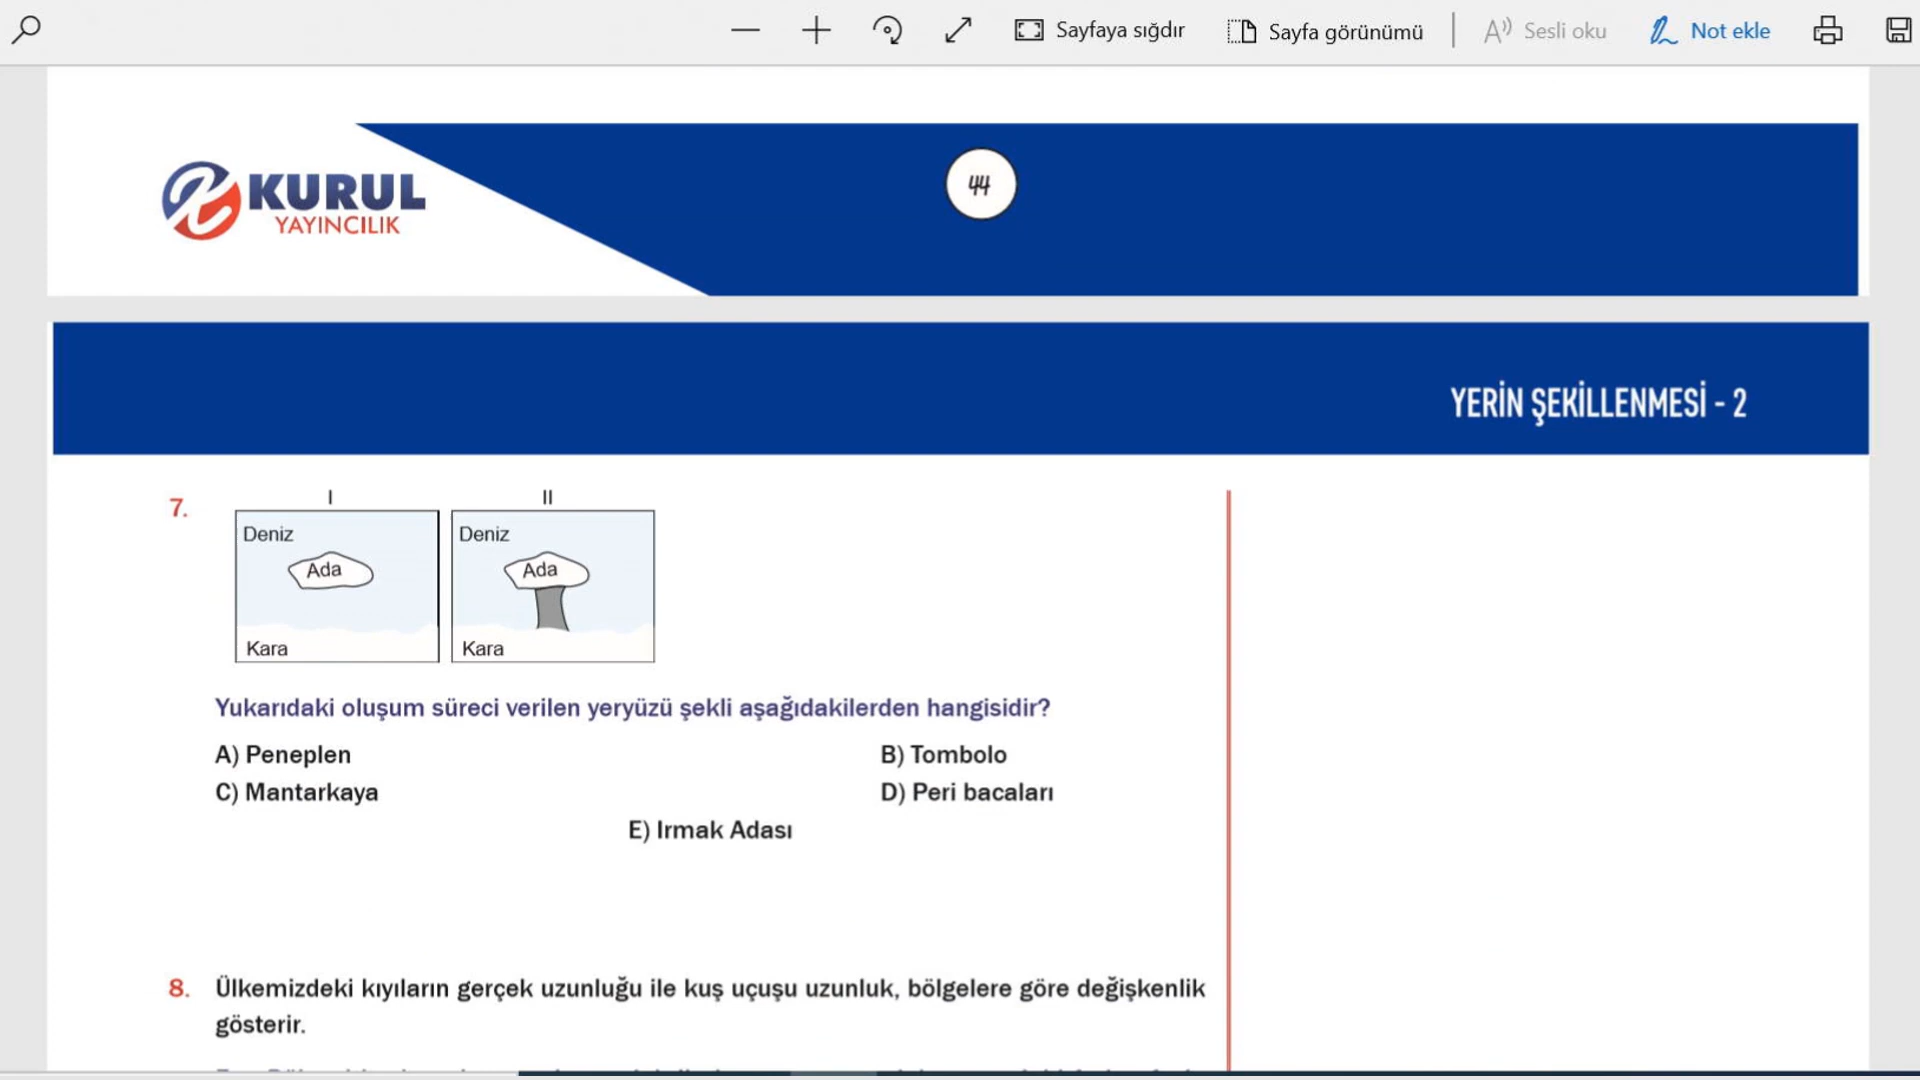 Sayfaya sığdır
Sayfa görünümü
Sesli oku
Not ekle
KURUL
YAYINCILIK
44
YERİN ŞEKİLLENMESİ - 2
7.
I
II
Deniz
Ada
Kara
Deniz
Ada
Kara
Yukarıdaki oluşum süreci verilen yeryüzü şekli aşağıdakilerden hangisidir?
A) Peneplen
B) Tombolo
C) Mantarkaya
D) Peri bacaları
E) Irmak Adası
8. Ülkemizdeki kıyıların gerçek uzunluğu ile kuş uçuşu uzunluk, bölgelere göre değişkenlik
gösterir.